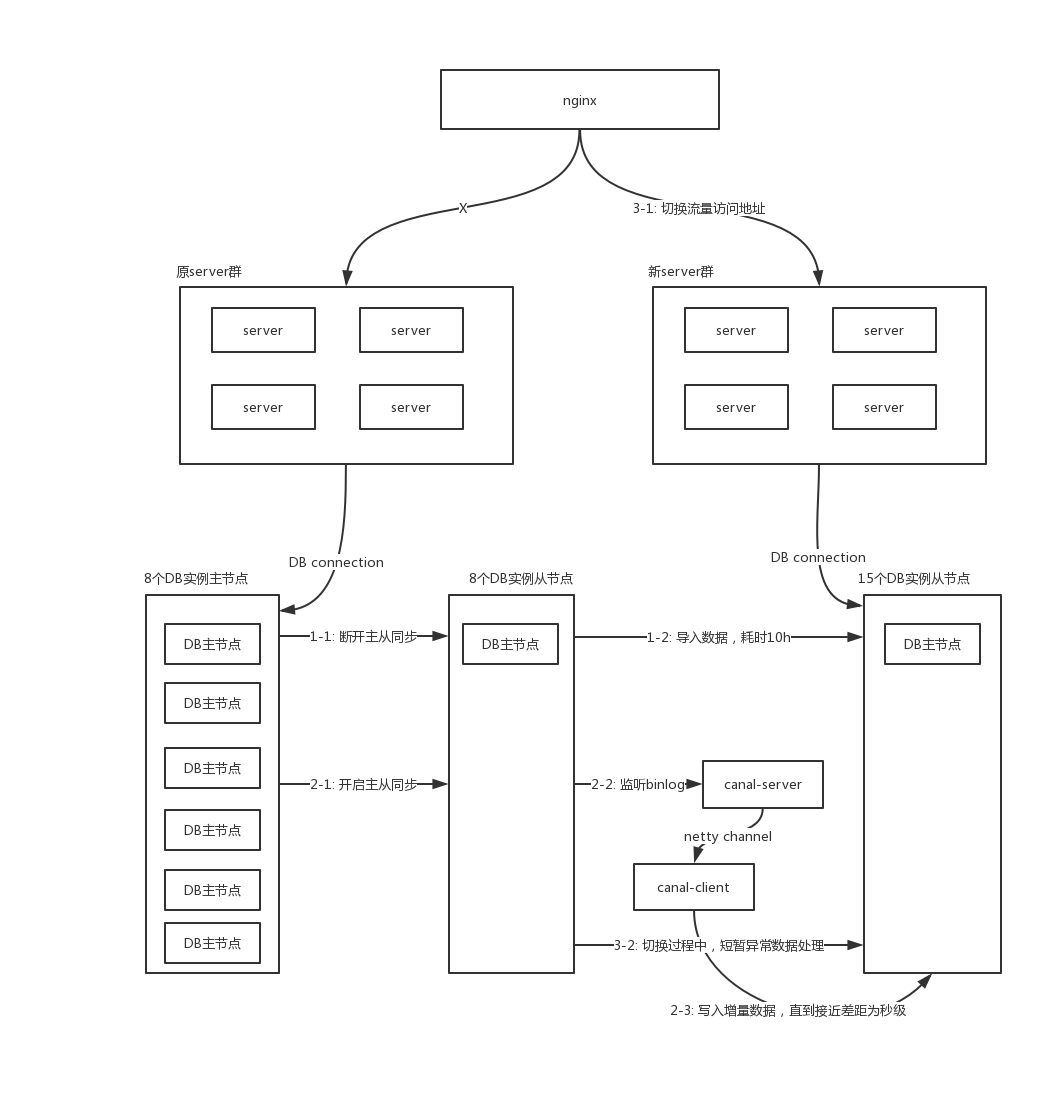 nginx
X
3-1: 切换流量访问地址
原server群
新server群
server
server
server
server
server
server
server
server
DB connection
DB connection
8个DB实例主节点
8个DB实例从节点
15个DB实例从节点
DB主节点
1-1: 断开主从同步
DB主节点
1-2: 导入数据，耗时10h
DB主节点
DB主节点
DB主节点
2-1: 开启主从同步
2-2: 监听binlog
canal-server
DB主节点
netty channel
DB主节点
canal-client
DB主节点
3-2: 切换过程中，短暂异常数据处理
2-3: 写入增量数据，直到接近差距为秒级